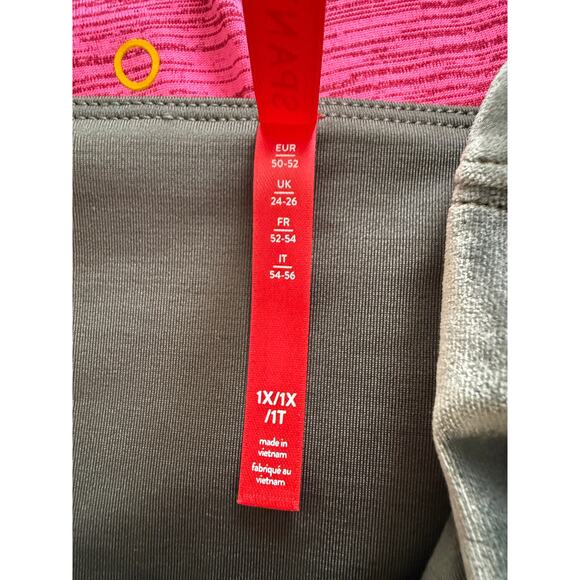 SPAN
EUR
50-52
UK
24-26
FR
52-54
IT
54-56
1X/1X
/1T
made in
vietnam
fabriqué au
vietnam